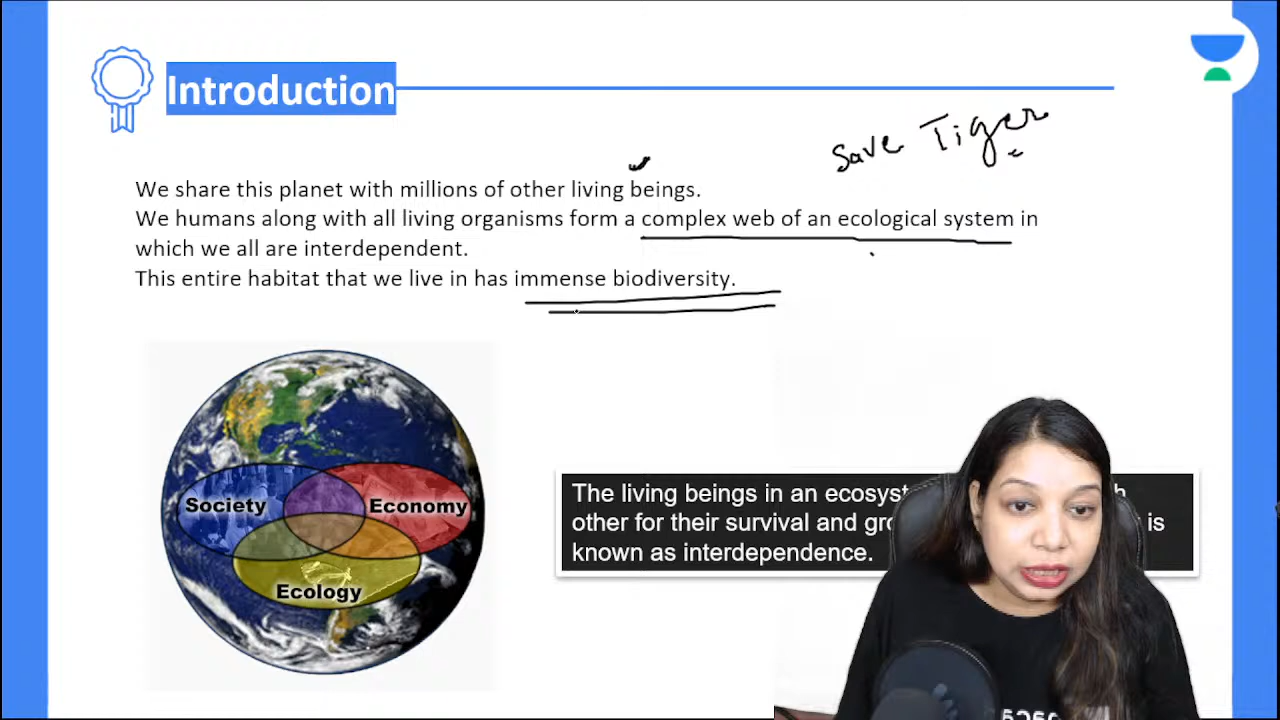 Introduction
Save Tiger
We share this planet with millions of other living beings.
We humans along with all living organisms form a complex web of an ecological system in
which we all are interdependent.
This entire habitat that we live in has immense biodiversity.
Society
Economy
Ecology
The living beings in an
other for their survival and is
known as interdependence.